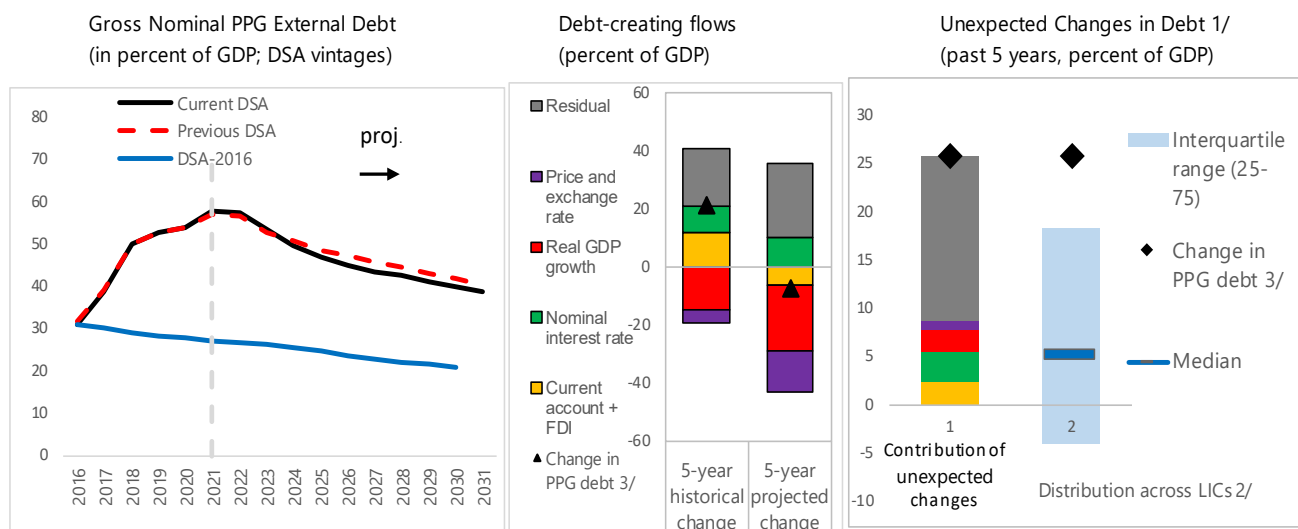 Gross Nominal PPG External Debt
(in percent of GDP; DSA vintages)
Current DSA
Previous DSA
DSA-2016
proj.
80
70
60
50
40
30
20
10
0
2016
2017
2018
2019
2020
2021
2022
2023
2024
2025
2026
2027
2028
2029
2030
2031
Debt-creating flows
(percent of GDP)
Residual
Price and
exchange rate
Real GDP
growth
Nominal
interest rate
Current
account +
FDI
Change in
PPG debt 3/
60
40
20
0
-20
-40
-60
5-year
historical
change
5-year
projected
change
Unexpected Changes in Debt 1/
(past 5 years, percent of GDP)
30
25
20
15
10
5
0
-5
-10
1
2
Contribution of
unexpected
changes
Distribution across LICs 2/
Interquartile
range (25-
75)
Change in
PPG debt 3/
Median